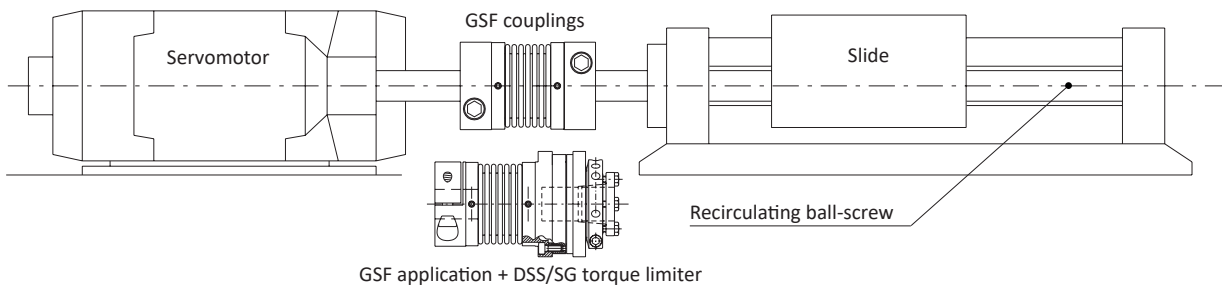 GSF couplings
Servomotor
Slide
Recirculating ball-screw
GSF application + DSS/SG torque limiter